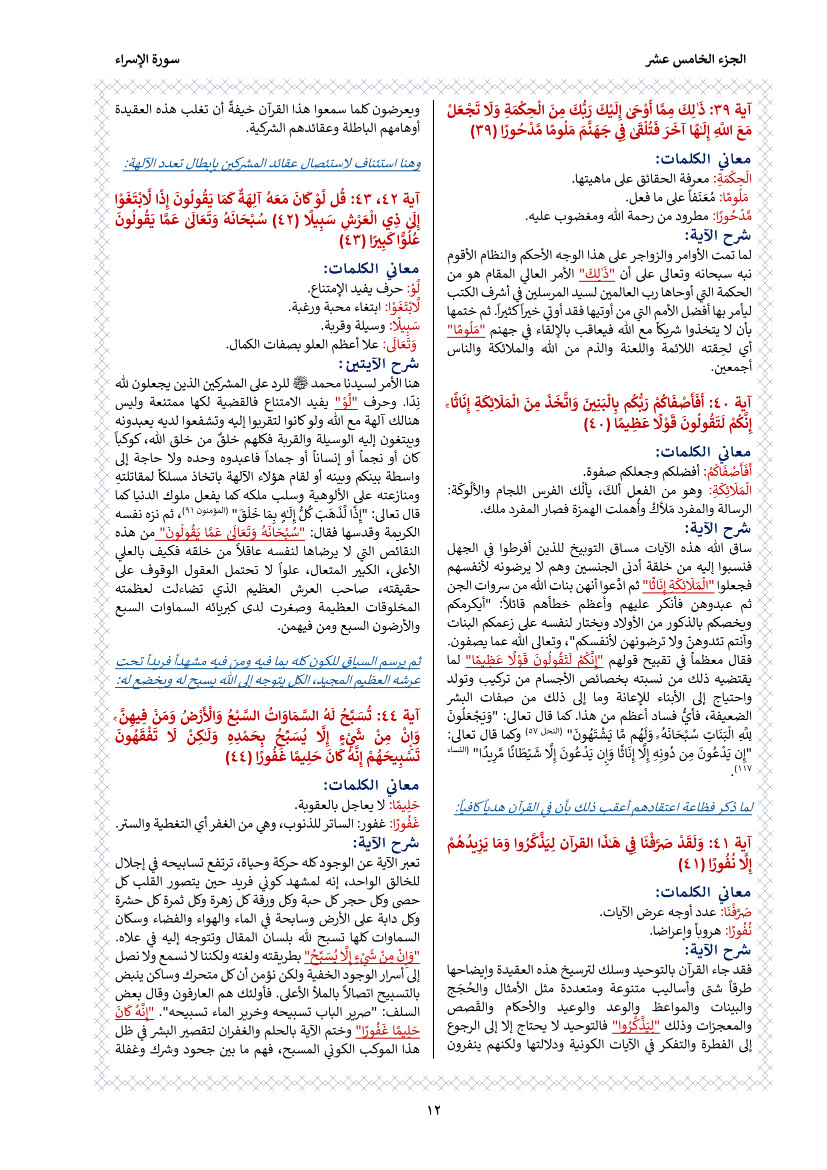 الجزء الخامس عشر
سورة الإسراء
آية ٣٩: ذَٰلِكَ مِمَّا أَوْحَىٰ إِلَيْكَ رَبُّكَ مِنَ الْحِكْمَةِ وَلَا تَجْعَلْ
مَعَ اللَّهِ إِلَٰهًا آخَرَ فَتُلْقَىٰ فِي جَهَنَّمَ مَلُومًا مَّدْحُورًا (٣٩)
معاني الكلمات:
الْحِكْمَةِ: معرفة الحقائق على ماهيتها.
مَلُومًا: مُعَنّفاً على ما فعل.
مَّدْحُورًا: مطرود من رحمة الله ومغضوب عليه.
شرح الآية:
لما تمت الأوامر والزواجر على هذا الوجه الأحكم والنظام الأقوم
نبه سبحانه وتعالى على أن "ذَٰلِكَ" الأمر العالي المقام هو من
الحكمة التي أوحاها رب العالمين لسيد المرسلين في أشرف الكتب
ليأمر بها أفضل الأمم التي من أوتيها فقد أوتي خيراً كثيراً. ثم ختمها
بأن لا يتخذوا شريكاً مع الله فيعاقب بالإلقاء في جهنم "مَلُومًا"
أي لحِقته اللائمة واللعنة والذم من الله والملائكة والناس
أجمعين.
آية ٤٠: أَفَأَصْفَاكُمْ رَبُّكُم بِالْبَنِينَ وَاتَّخَذَ مِنَ الْمَلَائِكَةِ إِنَاثًا ۚ
إِنَّكُمْ لَتَقُولُونَ قَوْلًا عَظِيمًا (٤٠)
معاني الكلمات:
أَفَأَصْفَاكُمْ: أفضلكم وجعلكم صفوة.
الْمَلَائِكَةِ: وهو من الفعل ألكَ، يألك الفرس اللجام والألُوكَة:
الرسالة والمفرد مَلأكْ وأُهملت الهمزة فصار المفرد ملك.
شرح الآية:
ساق الله هذه الآيات مساق التوبيخ للذين أفرطوا في الجهل
فنسبوا إليه من خلقة أدنى الجنسين وهم لا يرضونه لأنفسهم
فجعلوا "الْمَلَائِكَةِ إِنَاثًا" ثم ادّعوا أنهن بنات الله من سروات الجن
ثم عبدوهن فأنكر عليهم وأعظم خطأهم قائلاً: "أيكرمكم
ويخصكم بالذكور من الأولاد ويختار لنفسه على زعمكم البنات
وأنتم تئدوهنّ ولا ترضونهن لأنفسكم"، وتعالى الله عما يصفون.
فقال معظماً في تقبيح قولهم "إِنَّكُمْ لَتَقُولُونَ قَوْلًا عَظِيمًا" لما
يقتضيه ذلك من نسبته بخصائص الأجسام من تركيب وتولد
واحتياج إلى الأبناء للإعانة وما إلى ذلك من صفات البشر
الضعيفة، فأيُّ فساد أعظم من هذا. كما قال تعالى: "وَيَجْعَلُونَ
لِلَّهِ الْبَنَاتِ سُبْحَانَهُ ۙ وَلَهُم مَّا يَشْتَهُونَ" (النحل ٥٧) وكما قال تعالى:
"إِن يَدْعُونَ مِن دُونِهِ إِلَّا إِنَاثًا وَإِن يَدْعُونَ إِلَّا شَيْطَانًا مَّرِيدًا" (النساء
١١٧).
لما ذكر فظاعة اعتقادهم أعقب ذلك بأن في القرآن هدياً كافياً:
آية ٤١: وَلَقَدْ صَرَّفْنَا فِي هَٰذَا القرآن لِيَذَّكَّرُوا وَمَا يَزِيدُهُمْ
إِلَّا نُفُورًا (٤١)
معاني الكلمات:
صَرَّفْنَا: عدد أوجه عرض الآيات.
نُفُورًا: هروباً وإعراضا.
شرح الآية:
فقد جاء القرآن بالتوحيد وسلك لترسيخ هذه العقيدة وإيضاحها
طرقاً شتى وأساليب متنوعة ومتعددة مثل الأمثال والحُجَج
والبينات والمواعظ والوعد والوعيد والأحكام والقَصص
والمعجزات وذلك "لِيَذَّكَّرُوا" فالتوحيد لا يحتاج إلا إلى الرجوع
إلى الفطرة والتفكر في الآيات الكونية ودلالتها ولكنهم ينفرون
ويعرضون كلما سمعوا هذا القرآن خيفةً أن تغلب هذه العقيدة
أوهامهم الباطلة وعقائدهم الشركية.
وهنا استئناف لاستئصال عقائد المشركين بإبطال تعدد الآلهة:
آية ٤٢، ٤٣: قُل لَّوْ كَانَ مَعَهُ آلِهَةٌ كَمَا يَقُولُونَ إِذًا لَّابْتَغَوْا
إِلَىٰ ذِي الْعَرْشِ سَبِيلًا (٤٢) سُبْحَانَهُ وَتَعَالَىٰ عَمَّا يَقُولُونَ
عُلُوًّا كَبِيرًا (٤٣)
معاني الكلمات:
لَّوْ: حرف يفيد الإمتناع.
لَّابْتَغَوْا: ابتغاء محبة ورغبة.
سَبِيلًا: وسيلة وقربة.
وَتَعَالَى: علا أعظم العلو بصفات الكمال.
شرح الآيتين:
هنا الأمر لسيدنا محمد ﷺ للرد على المشركين الذين يجعلون لله
نِدّا. وحرف "لَّوْ" يفيد الامتناع فالقضية لكها ممتنعة وليس
هنالك آلهة مع الله ولو كانوا لتقربوا إليه وتشفعوا لديه يعبدونه
ويبتغون إليه الوسيلة والقربة فكلهم خلقٌ من خلق الله، كوكباً
كان أو نجماً أو إنساناً أو جماداً فاعبدوه وحده ولا حاجة إلى
واسطة بينكم وبينه أو لقام هؤلاء الآلهة باتخاذ مسلكاً لمقاتلتهِ
ومنازعته على الألوهية وسلب ملكه كما يفعل ملوك الدنيا كما
قال تعالى: "إِذًا لَّذَهَبَ كُلُّ إِلَٰهٍ بِمَا خَلَقَ" (المؤمنون ٩١)، ثم نزه نفسه
الكريمة وقدسها فقال: "سُبْحَانَهُ وَتَعَالَىٰ عَمَّا يَقُولُونَ" من هذه
النقائص التي لا يرضاها لنفسه عاقلاً من خلقه فكيف بالعلي
الأعلى، الكبير المتعال، علواً لا تحتمل العقول الوقوف على
حقيقته، صاحب العرش العظيم الذي تضاءلت لعظمته
المخلوقات العظيمة وصغرت لدى كبريائه السماوات السبع
والأرضون السبع ومن فيهمن.
ثم يرسم السياق للكون كله بما فيه ومن فيه مشهداً فريداً تحت
عرشه العظيم المجيد، الكل يتوجه إلى الله يسبح له ويخضع له:
آية ٤٤: تُسَبِّحُ لَهُ السَّمَاوَاتُ السَّبْعُ وَالْأَرْضُ وَمَنْ فِيهِنَّ ۚ
وَإِنْ مِنْ شَيْءٍ إِلَّا يُسَبِّحُ بِحَمْدِهِ وَلَٰكِنْ لَا تَفْقَهُونَ
تَسْبِيحَهُمْ إِنَّهُ كَانَ حَلِيمًا غَفُورًا (٤٤)
معاني الكلمات:
حَلِيمًا: لا يعاجل بالعقوبة.
غَفُورًا: غفور: الساتر للذنوب، وهي من الغفر أي التغطية والستر.
شرح الآية:
تعبر الآية عن الوجود كله حركة وحياة، ترتفع تسابيحه في إجلال
للخالق الواحد، إنه لمشهد كوني فريد حين يتصور القلب كل
حصى وكل حجر كل حبة وكل ورقة كل زهرة وكل ثمرة كل حشرة
وكل دابة على الأرض وسابحة في الماء والهواء والفضاء وسكان
السماوات كلها تسبح لله بلسان المقال وتتوجه إليه في علاه.
"وَإِنْ مِنْ شَيْءٍ إِلَّا يُسَبِّحُ" بطريقته ولغته ولكننا لا نسمع ولا نصل
إلى أسرار الوجود الخفية ولكن نؤمن أن كل متحرك وساكن ينبض
بالتسبيح اتصالاً بالملأ الأعلى. فأولئك هم العارفون وقال بعض
السلف: "صرير الباب تسبيحه وخرير الماء تسبيحه". "إِنَّهُ كَانَ
حَلِيمًا غَفُورًا" وختم الآية بالحلم والغفران لتقصير البشر في ظل
هذا الموكب الكوني المسبح، فهم ما بين جحود وشرك وغفلة
١٢